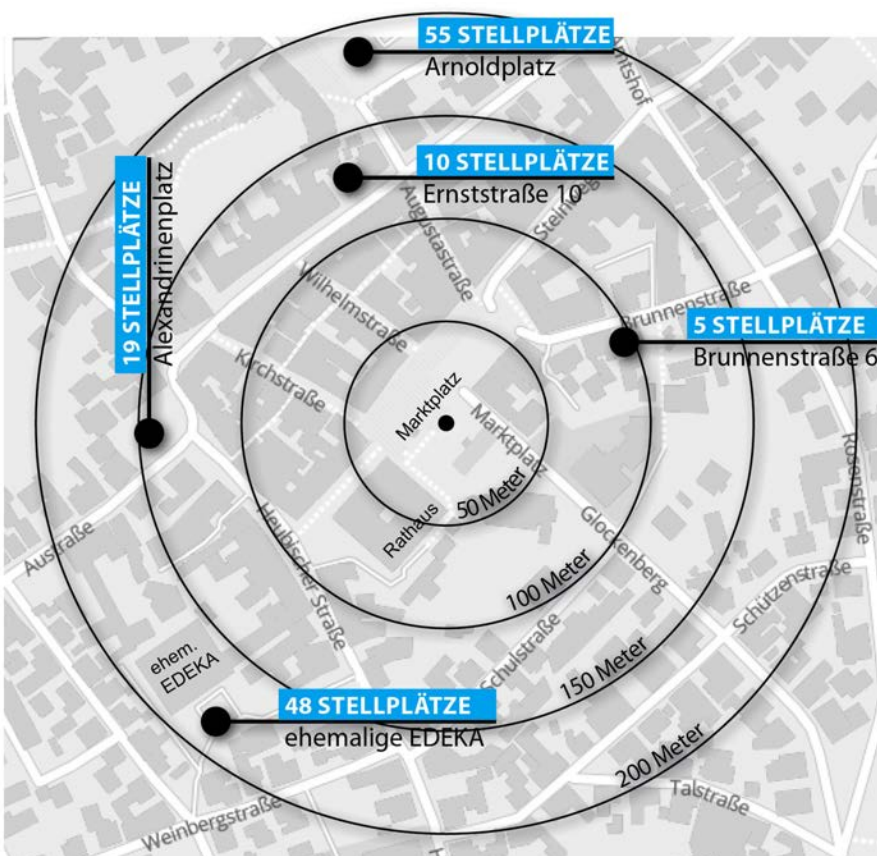 55 STELLPLÄTZE
Arnoldplatz
Amtshof
10 STELLPLÄTZE
Ernststraße 10
Steinweg
Augustastraße
19 STELLPLÄTZE
Alexandrinenplatz
Wilhelmstraße
Kirchstraße
Brunnenstraße
5 STELLPLÄTZE
Brunnenstraße 6
Marktplatz
Marktplatz
50 Meter
Rathaus
Rosenstraße
Austraße
Heubischer Straße
Glockenberg
100 Meter
Schützenstraße
ehem.
EDEKA
Schulstraße
150 Meter
48 STELLPLÄTZE
ehemalige EDEKA
200 Meter
Talstraße
Weinbergstraße